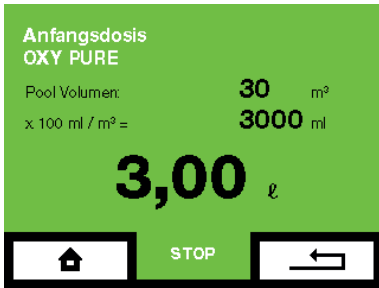 Anfangsdosis
OXY PURE
Pool Volumen: 30 m³
x 100 ml / m³ = 3000 ml
3,00 ℓ
STOP